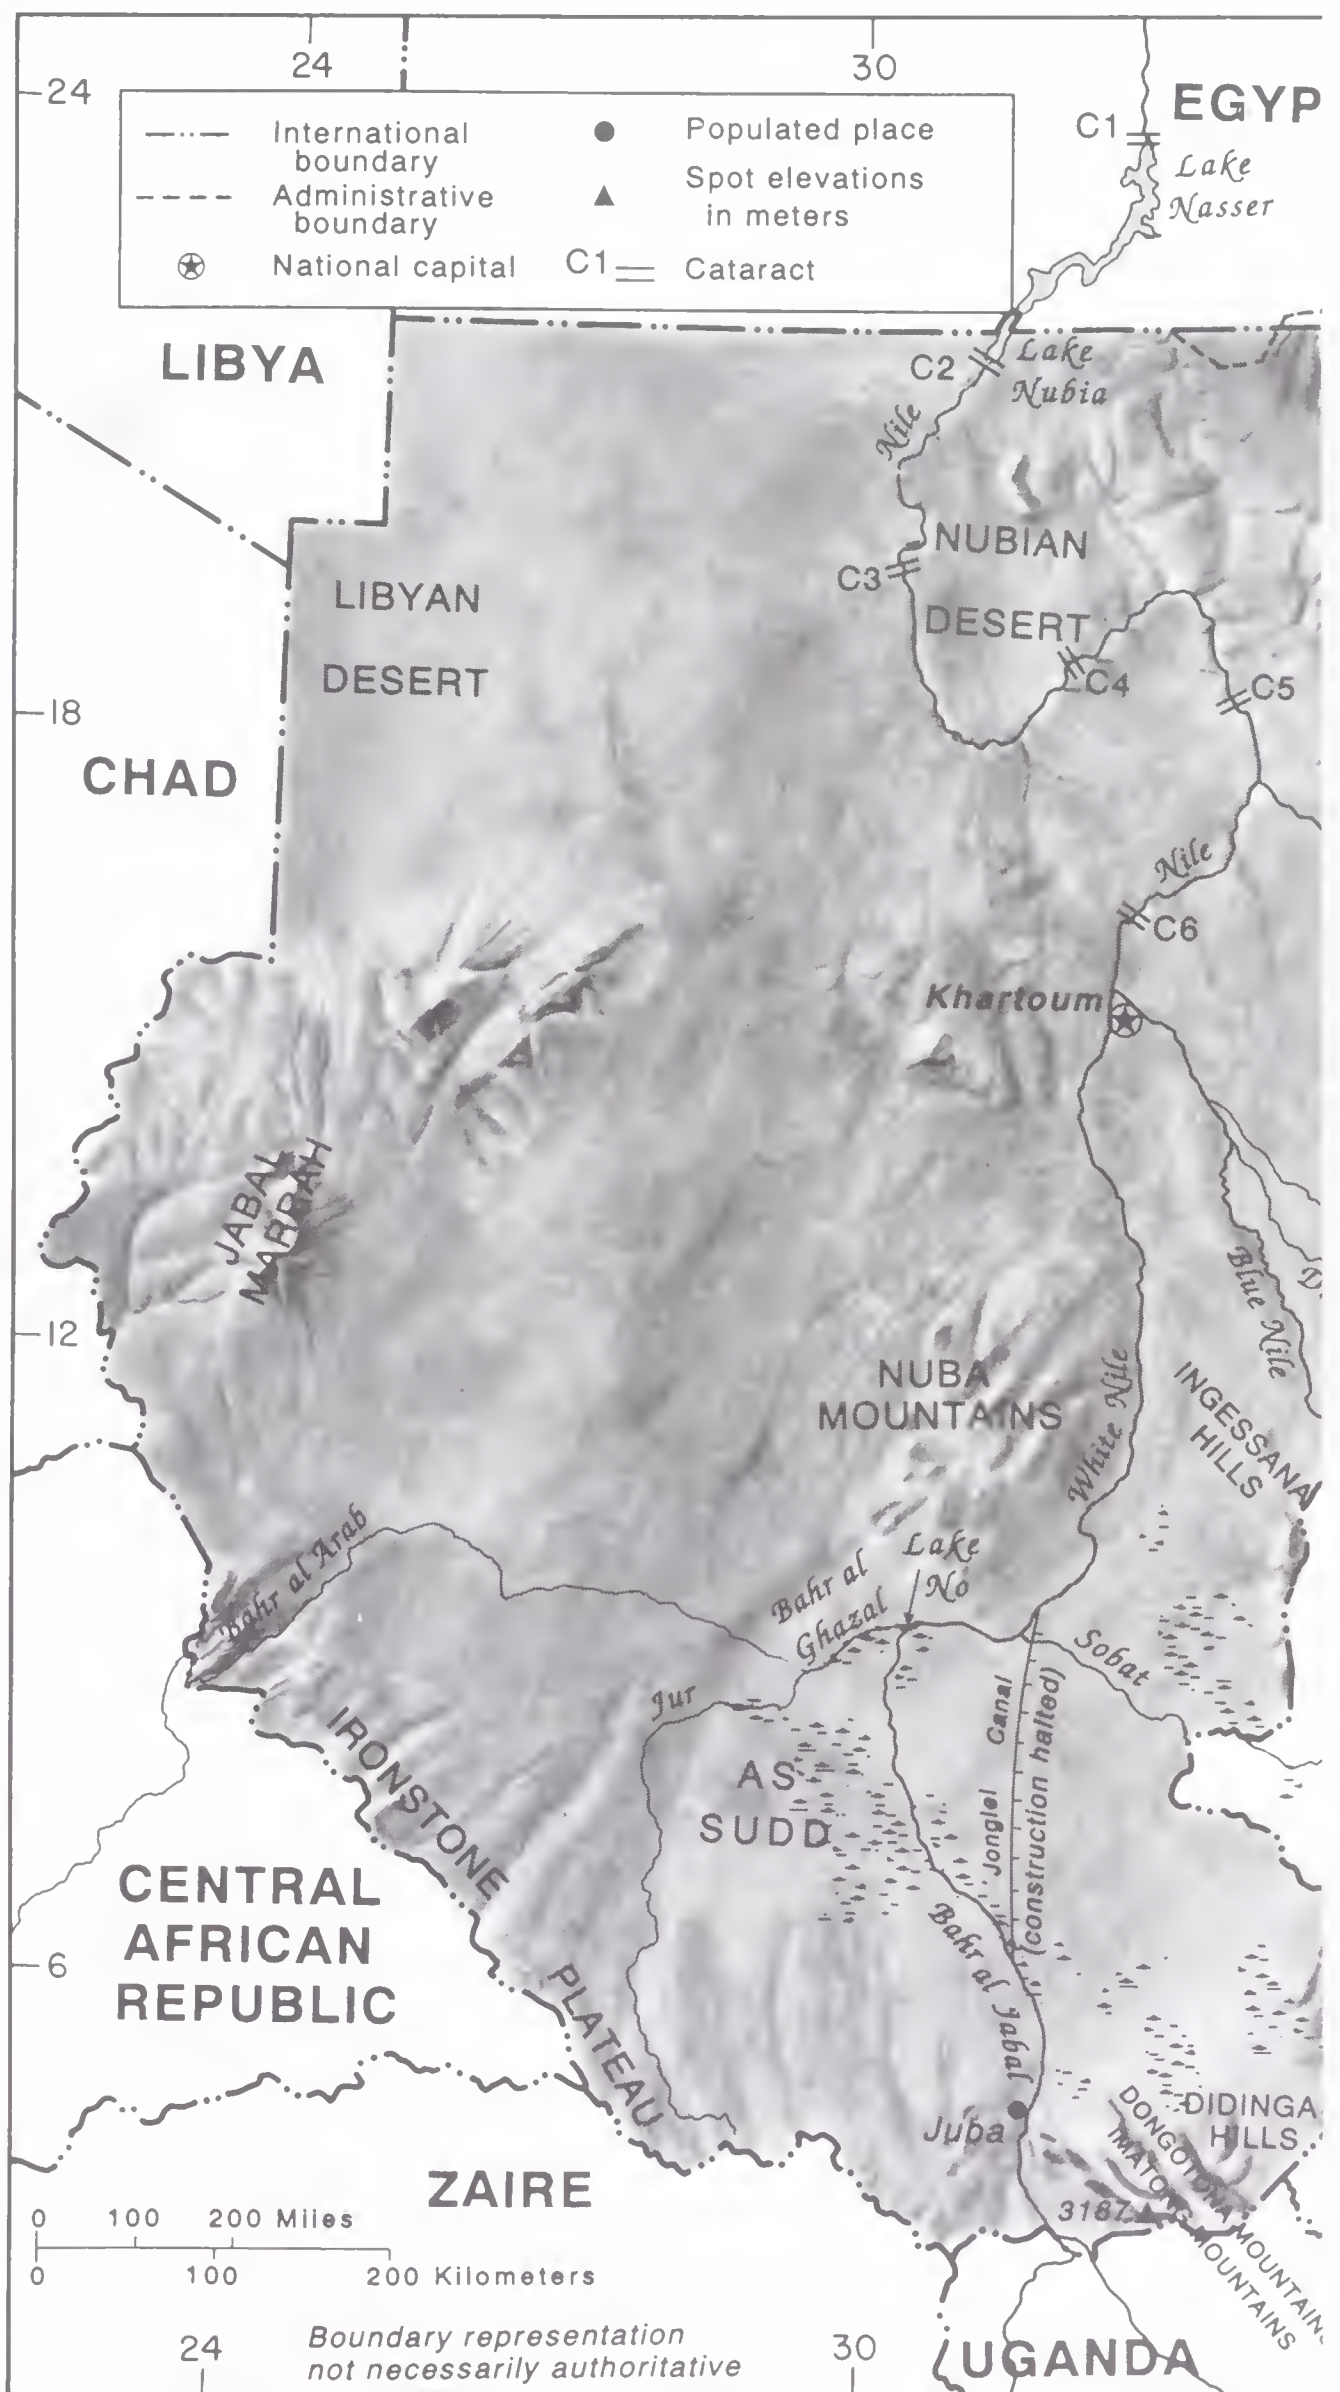 24
30
24
EGYP
C1
International
boundary
Administrative
boundary
National capital
Populated place
Spot elevations
in meters
C1
Cataract
Lake
Nasser
LIBYA
C2
Lake
Nubia
Nile
NUBIAN
DESERT
C3
LIBYAN
DESERT
C4
C5
18
CHAD
Nile
C6
Khartoum
JABAL
MARRAH
Blue Nile
D
12
NUBA
MOUNTAINS
White Nile
INGESSANA
HILLS
Bahr al Arab
Lake
No
Bahr al
Ghazal
Sobat
Jur
IRONSTONE
PLATEAU
AS
SUDD
Jonglei Canal
(construction halted)
Bahr al Jabal
CENTRAL
AFRICAN
REPUBLIC
6
Juba
DIDINGA
HILLS
DONGOTONA MOUNTAINS
IMATONG MOUNTAINS
3187
ZAIRE
0 100 200 Miles
0 100 200 Kilometers
24
Boundary representation
not necessarily authoritative
30
UGANDA